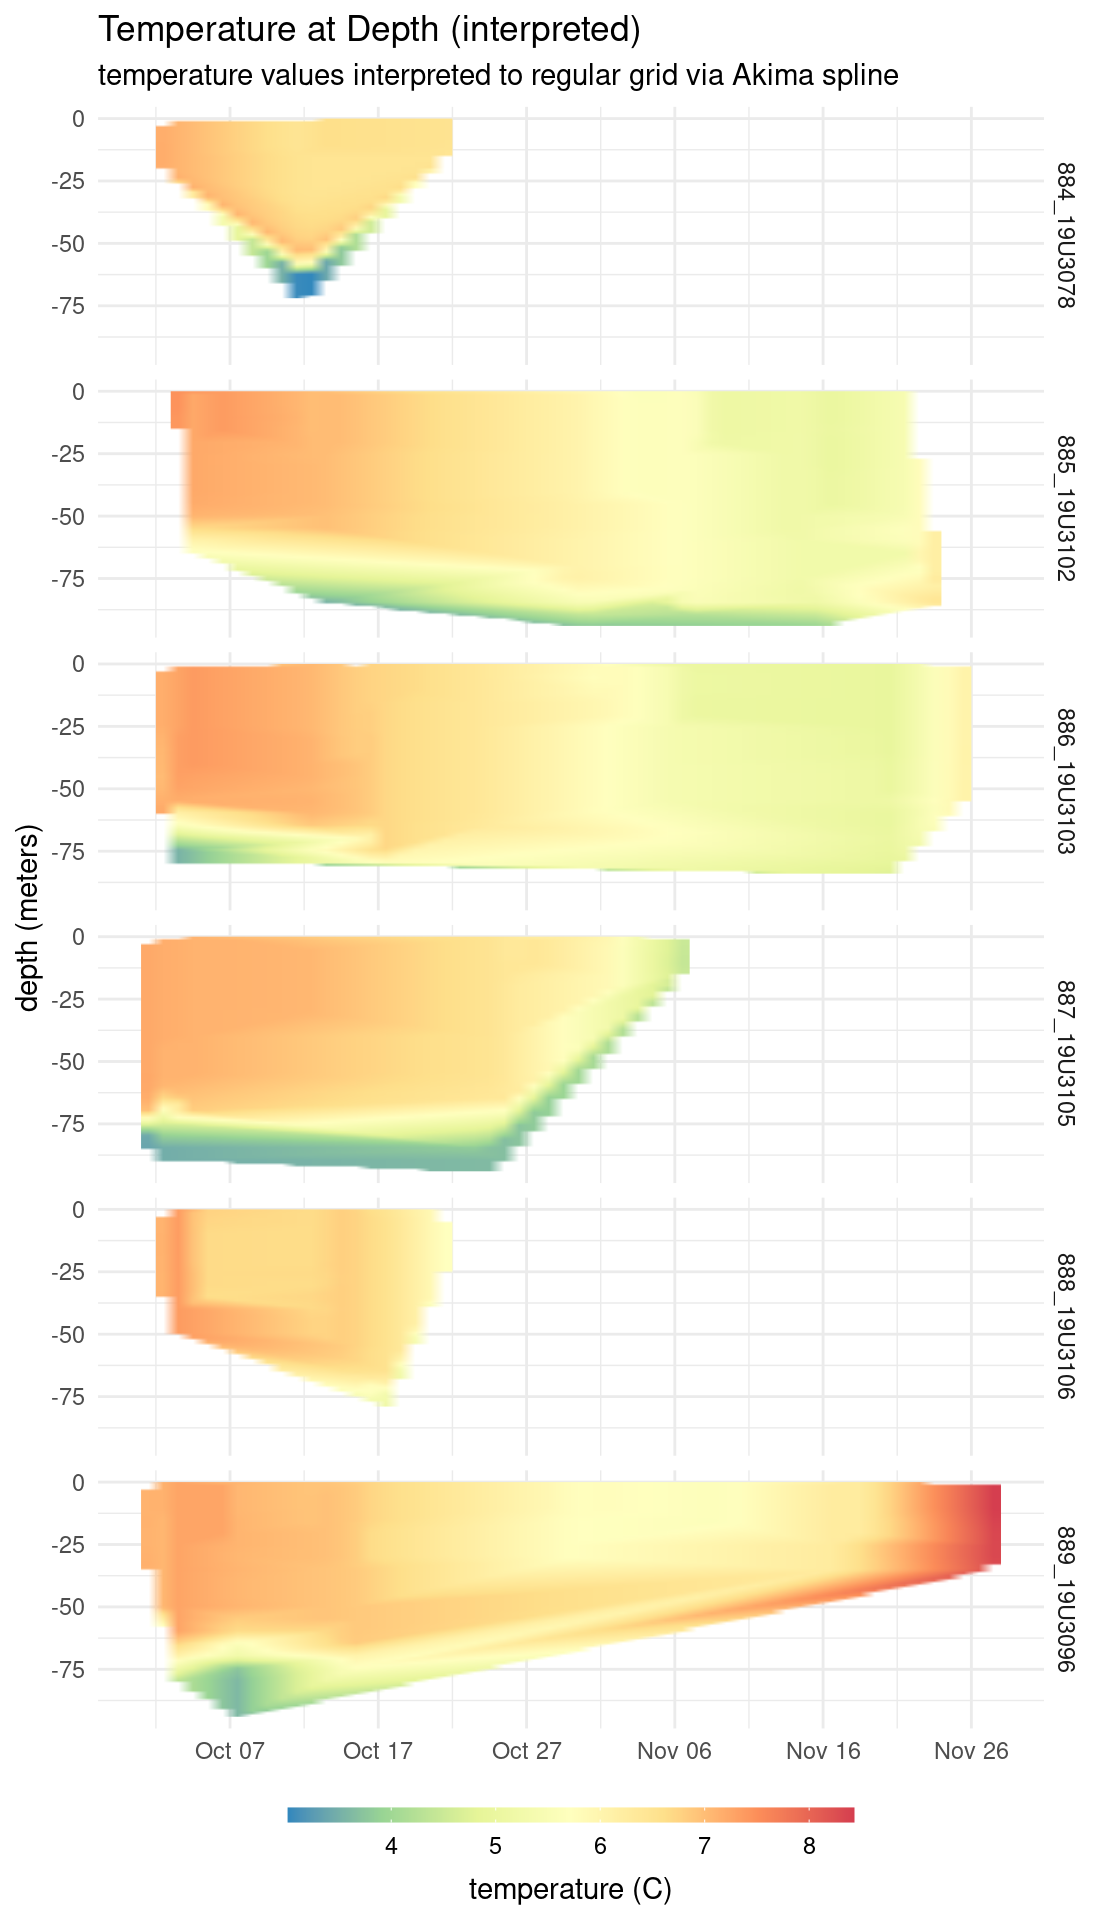 Temperature at Depth (interpreted)
temperature values interpreted to regular grid via Akima spline
depth (meters)
0
-25
-50
-75
884_19U3078
0
-25
-50
-75
885_19U3102
0
-25
-50
-75
886_19U3103
0
-25
-50
-75
887_19U3105
0
-25
-50
-75
888_19U3106
0
-25
-50
-75
889_19U3096
Oct 07 Oct 17 Oct 27 Nov 06 Nov 16 Nov 26
4 5 6 7 8
temperature (C)